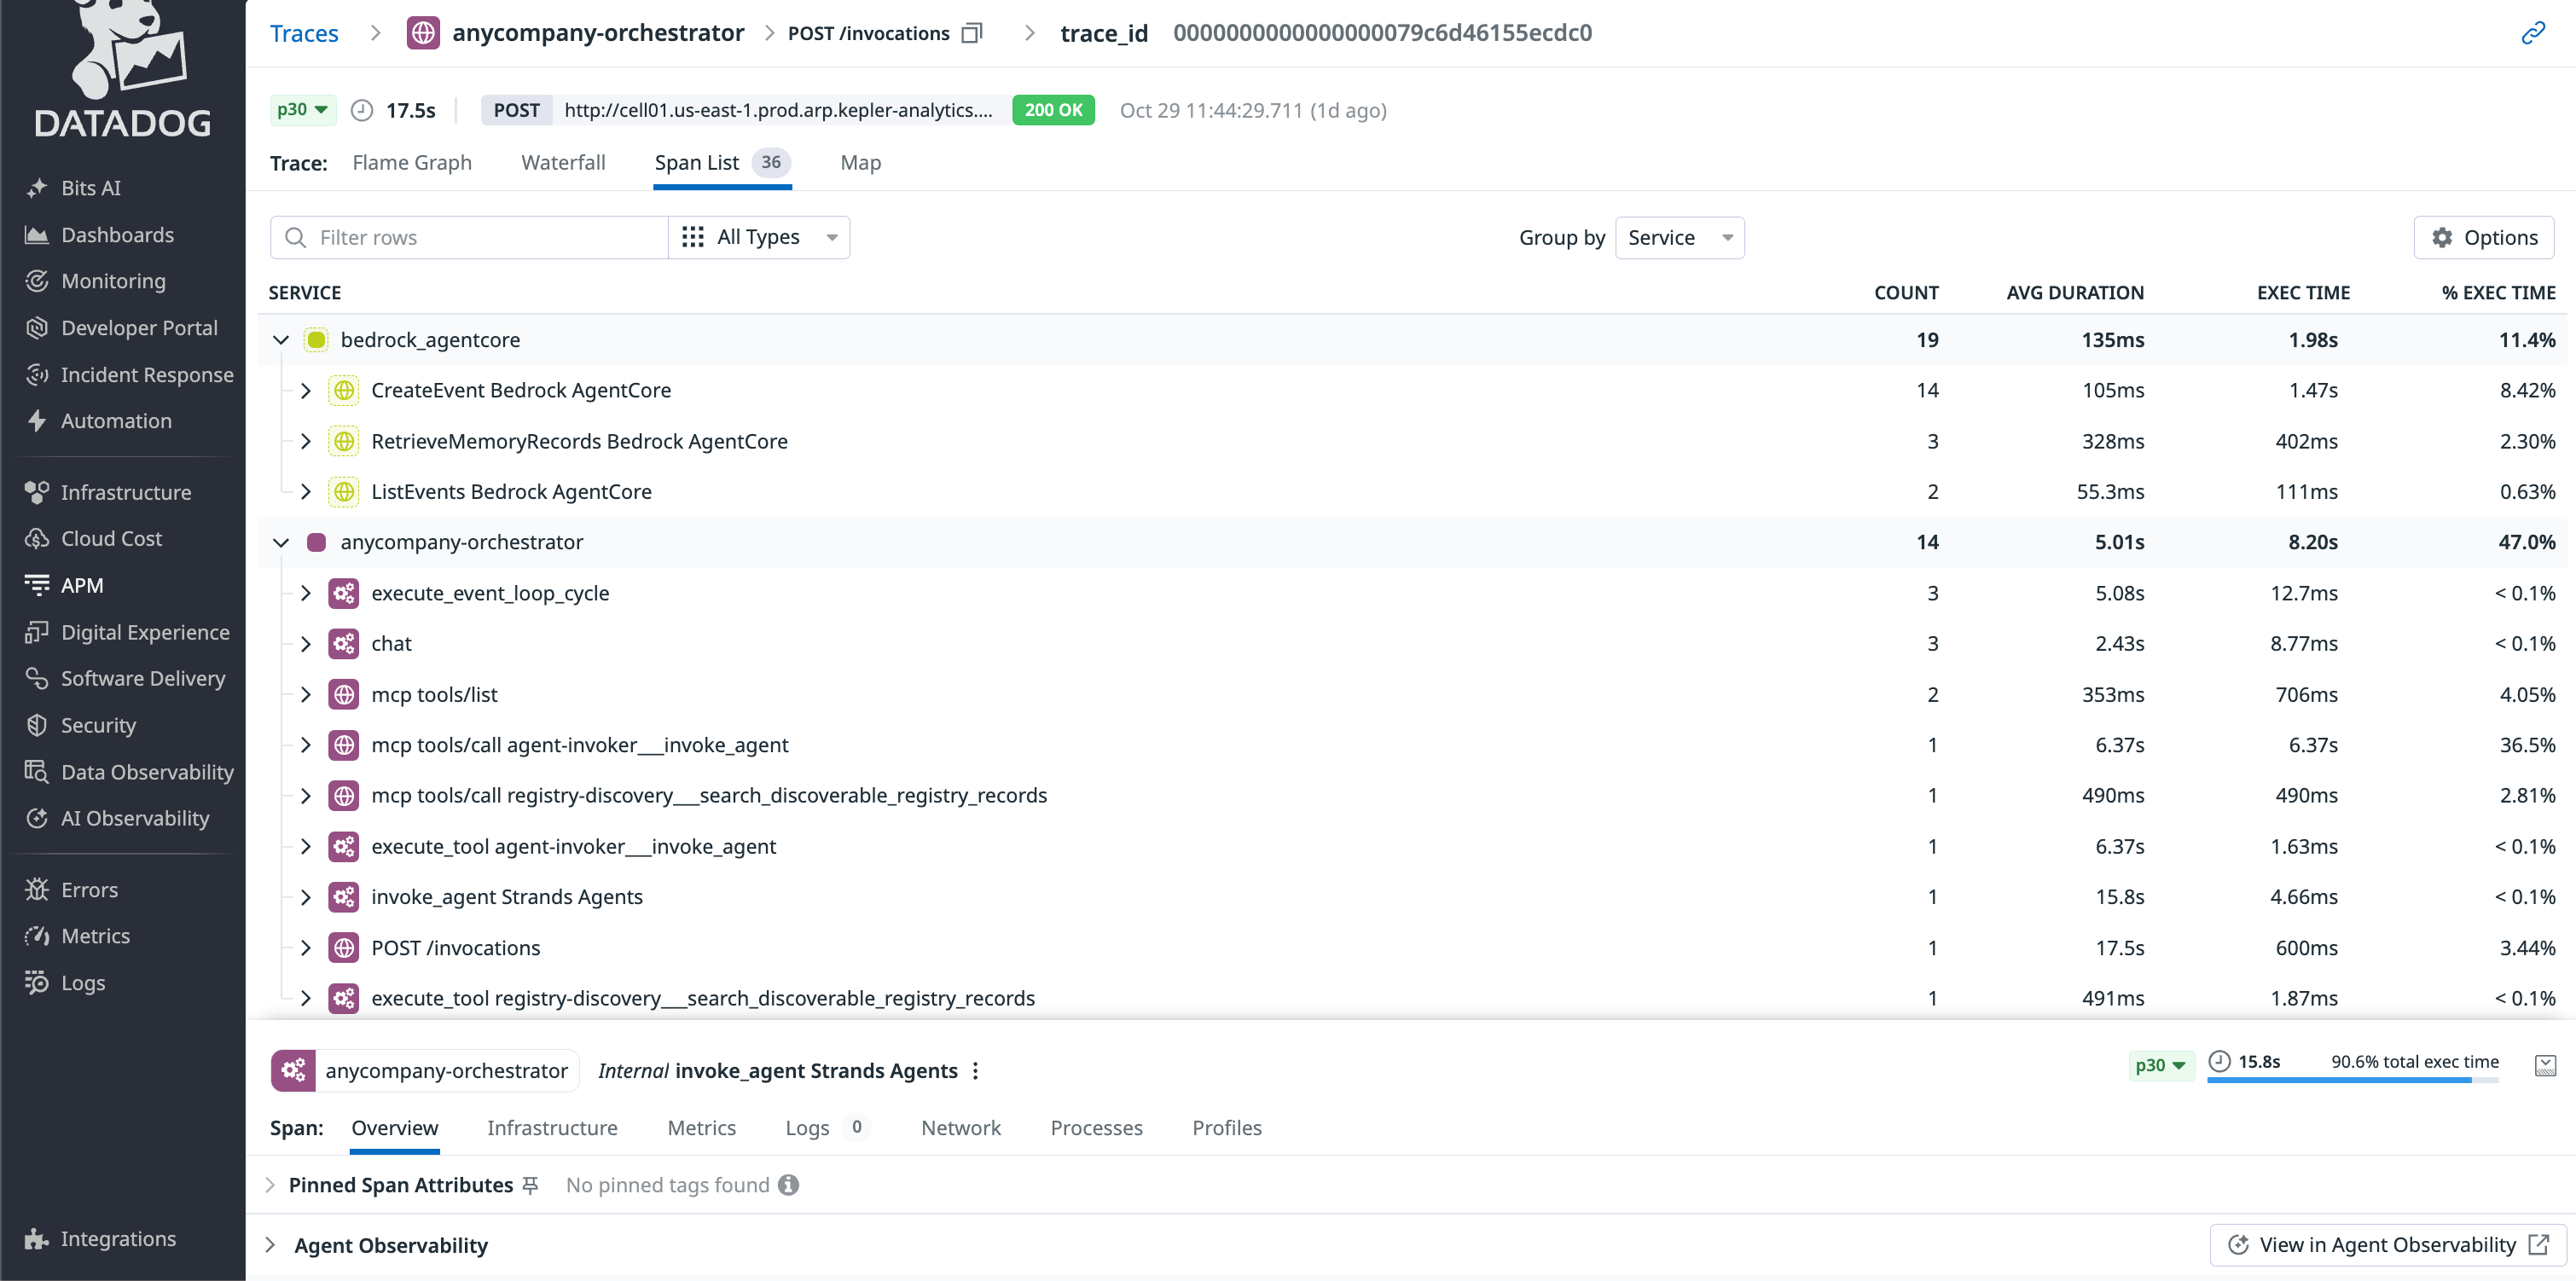 DATADOG
Bits AI
Dashboards
Monitoring
Developer Portal
Incident Response
Automation
Infrastructure
Cloud Cost
APM
Digital Experience
Software Delivery
Security
Data Observability
AI Observability
Errors
Metrics
Logs
Integrations
Traces anycompany-orchestrator POST /invocations trace_id 0000000000000000079c6d46155ecdc0
p30 17.5s POST http://cell01.us-east-1.prod.arp.kepler-analytics.... 200 OK Oct 29 11:44:29.711 (1d ago)
Trace: Flame Graph Waterfall Span List 36 Map
Filter rows All Types Group by Service Options
SERVICE COUNT AVG DURATION EXEC TIME % EXEC TIME
bedrock_agentcore 19 135ms 1.98s 11.4%
CreateEvent Bedrock AgentCore 14 105ms 1.47s 8.42%
RetrieveMemoryRecords Bedrock AgentCore 3 328ms 402ms 2.30%
ListEvents Bedrock AgentCore 2 55.3ms 111ms 0.63%
anycompany-orchestrator 14 5.01s 8.20s 47.0%
execute_event_loop_cycle 3 5.08s 12.7ms < 0.1%
chat 3 2.43s 8.77ms < 0.1%
mcp tools/list 2 353ms 706ms 4.05%
mcp tools/call agent-invoker___invoke_agent 1 6.37s 6.37s 36.5%
mcp tools/call registry-discovery___search_discoverable_registry_records 1 490ms 490ms 2.81%
execute_tool agent-invoker___invoke_agent 1 6.37s 1.63ms < 0.1%
invoke_agent Strands Agents 1 15.8s 4.66ms < 0.1%
POST /invocations 1 17.5s 600ms 3.44%
execute_tool registry-discovery___search_discoverable_registry_records 1 491ms 1.87ms < 0.1%
anycompany-orchestrator Internal invoke_agent Strands Agents p30 15.8s 90.6% total exec time
Span: Overview Infrastructure Metrics Logs 0 Network Processes Profiles
Pinned Span Attributes No pinned tags found
Agent Observability View in Agent Observability